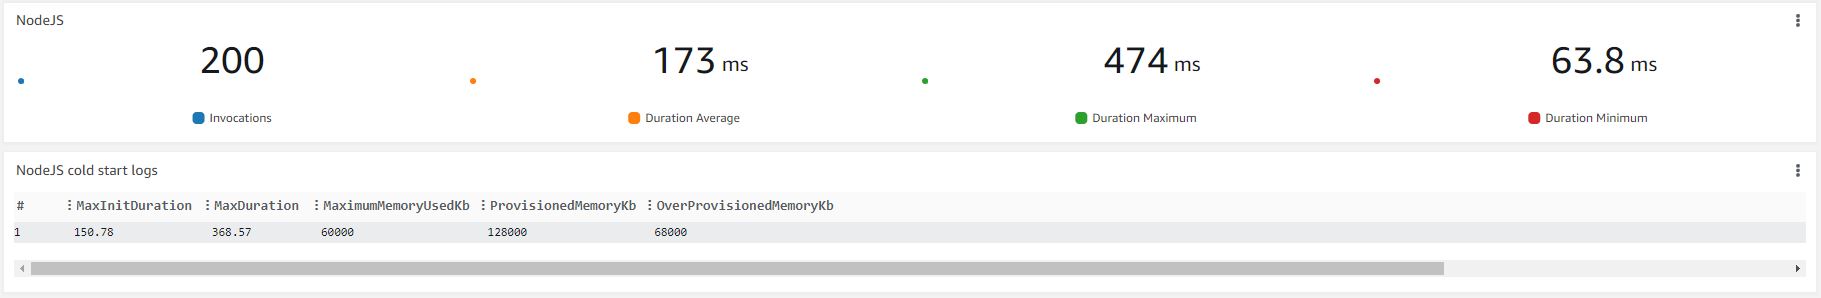 NodeJS
200 173 ms 474 ms 63.8 ms
Invocations Duration Average Duration Maximum Duration Minimum
NodeJS cold start logs
# MaxInitDuration MaxDuration MaximumMemoryUsedKb ProvisionedMemoryKb OverProvisionedMemoryKb
1 150.78 368.57 60000 128000 68000